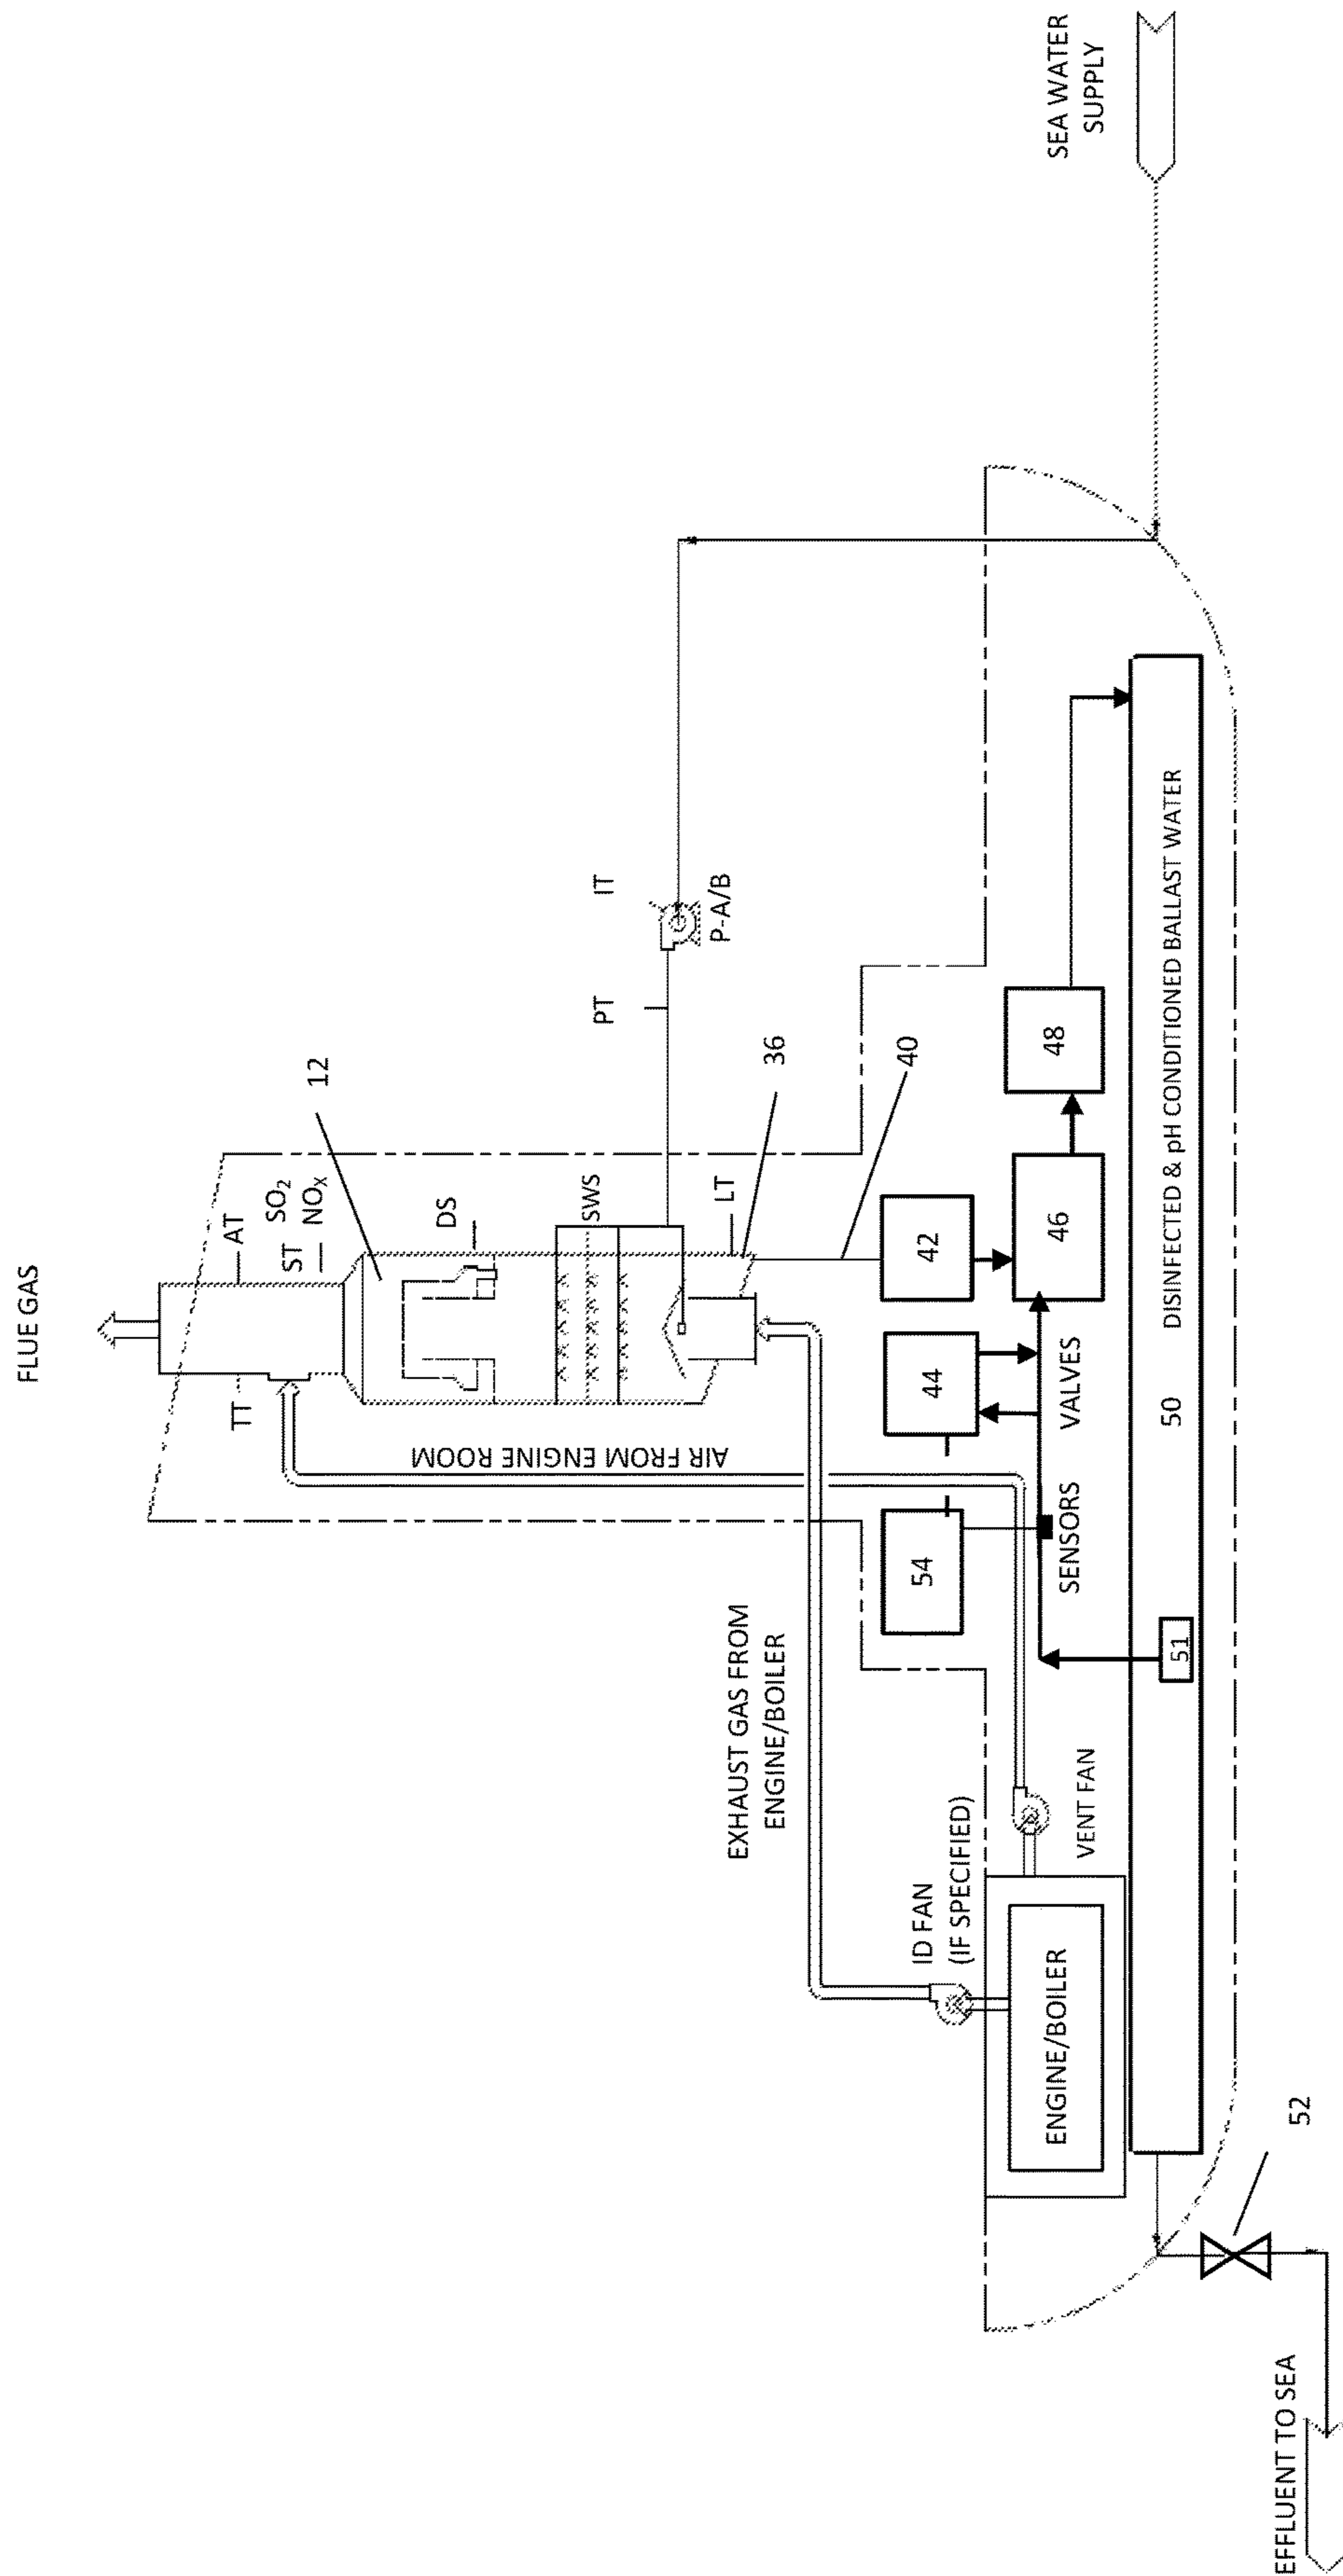 FLUE GAS
TT
AT
ST SO₂
NOₓ
12
DS
AIR FROM ENGINE ROOM
SWS
PT
IT
P-A/B
LT
36
SEA WATER
SUPPLY
EXHAUST GAS FROM
ENGINE/BOILER
40
ID FAN
(IF SPECIFIED)
54
44
42
48
46
ENGINE/BOILER
VENT FAN
SENSORS
VALVES
51
50
DISINFECTED & pH CONDITIONED BALLAST WATER
52
EFFLUENT TO SEA